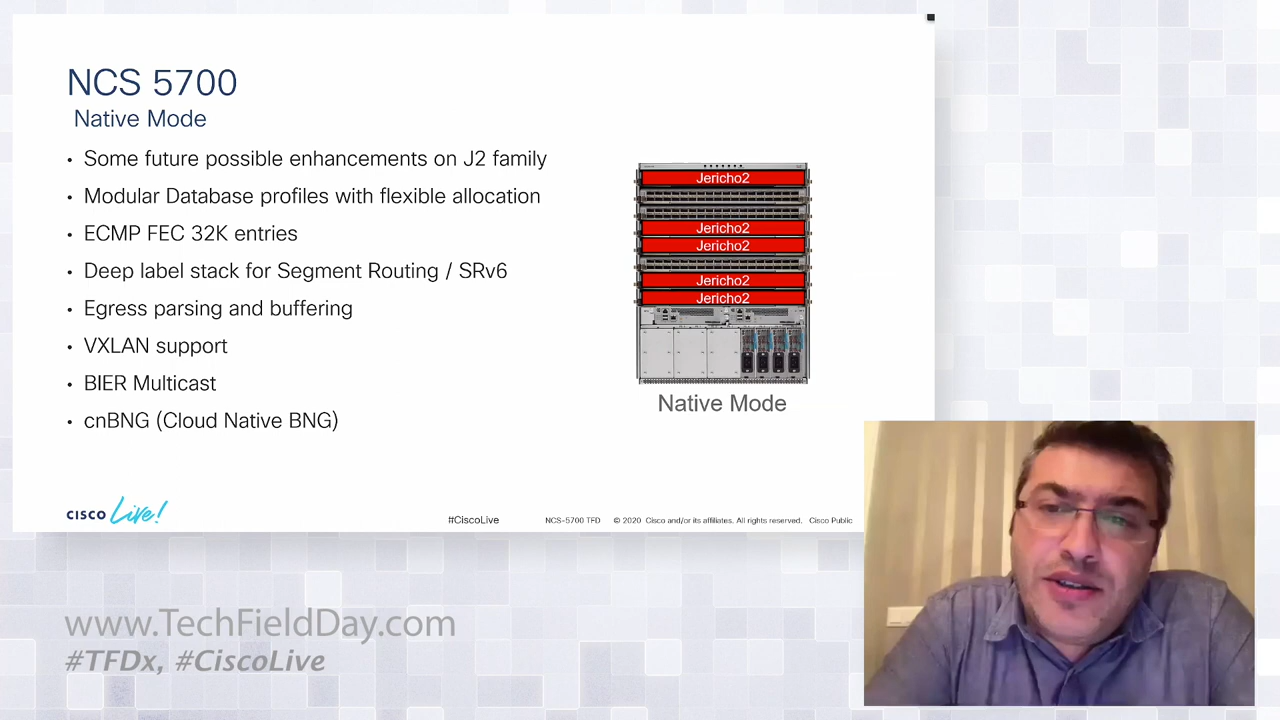 NCS 5700
Native Mode
• Some future possible enhancements on J2 family
• Modular Database profiles with flexible allocation
• ECMP FEC 32K entries
• Deep label stack for Segment Routing / SRv6
• Egress parsing and buffering
• VXLAN support
• BIER Multicast
• cnBNG (Cloud Native BNG)
Jericho2
Jericho2
Jericho2
Jericho2
Jericho2
Native Mode
CISCO Live!
#CiscoLive
NCS-5700 TFD
© 2020 Cisco and/or its affiliates. All rights reserved. Cisco Public
www.TechFieldDay.com
#TFDx, #CiscoLive